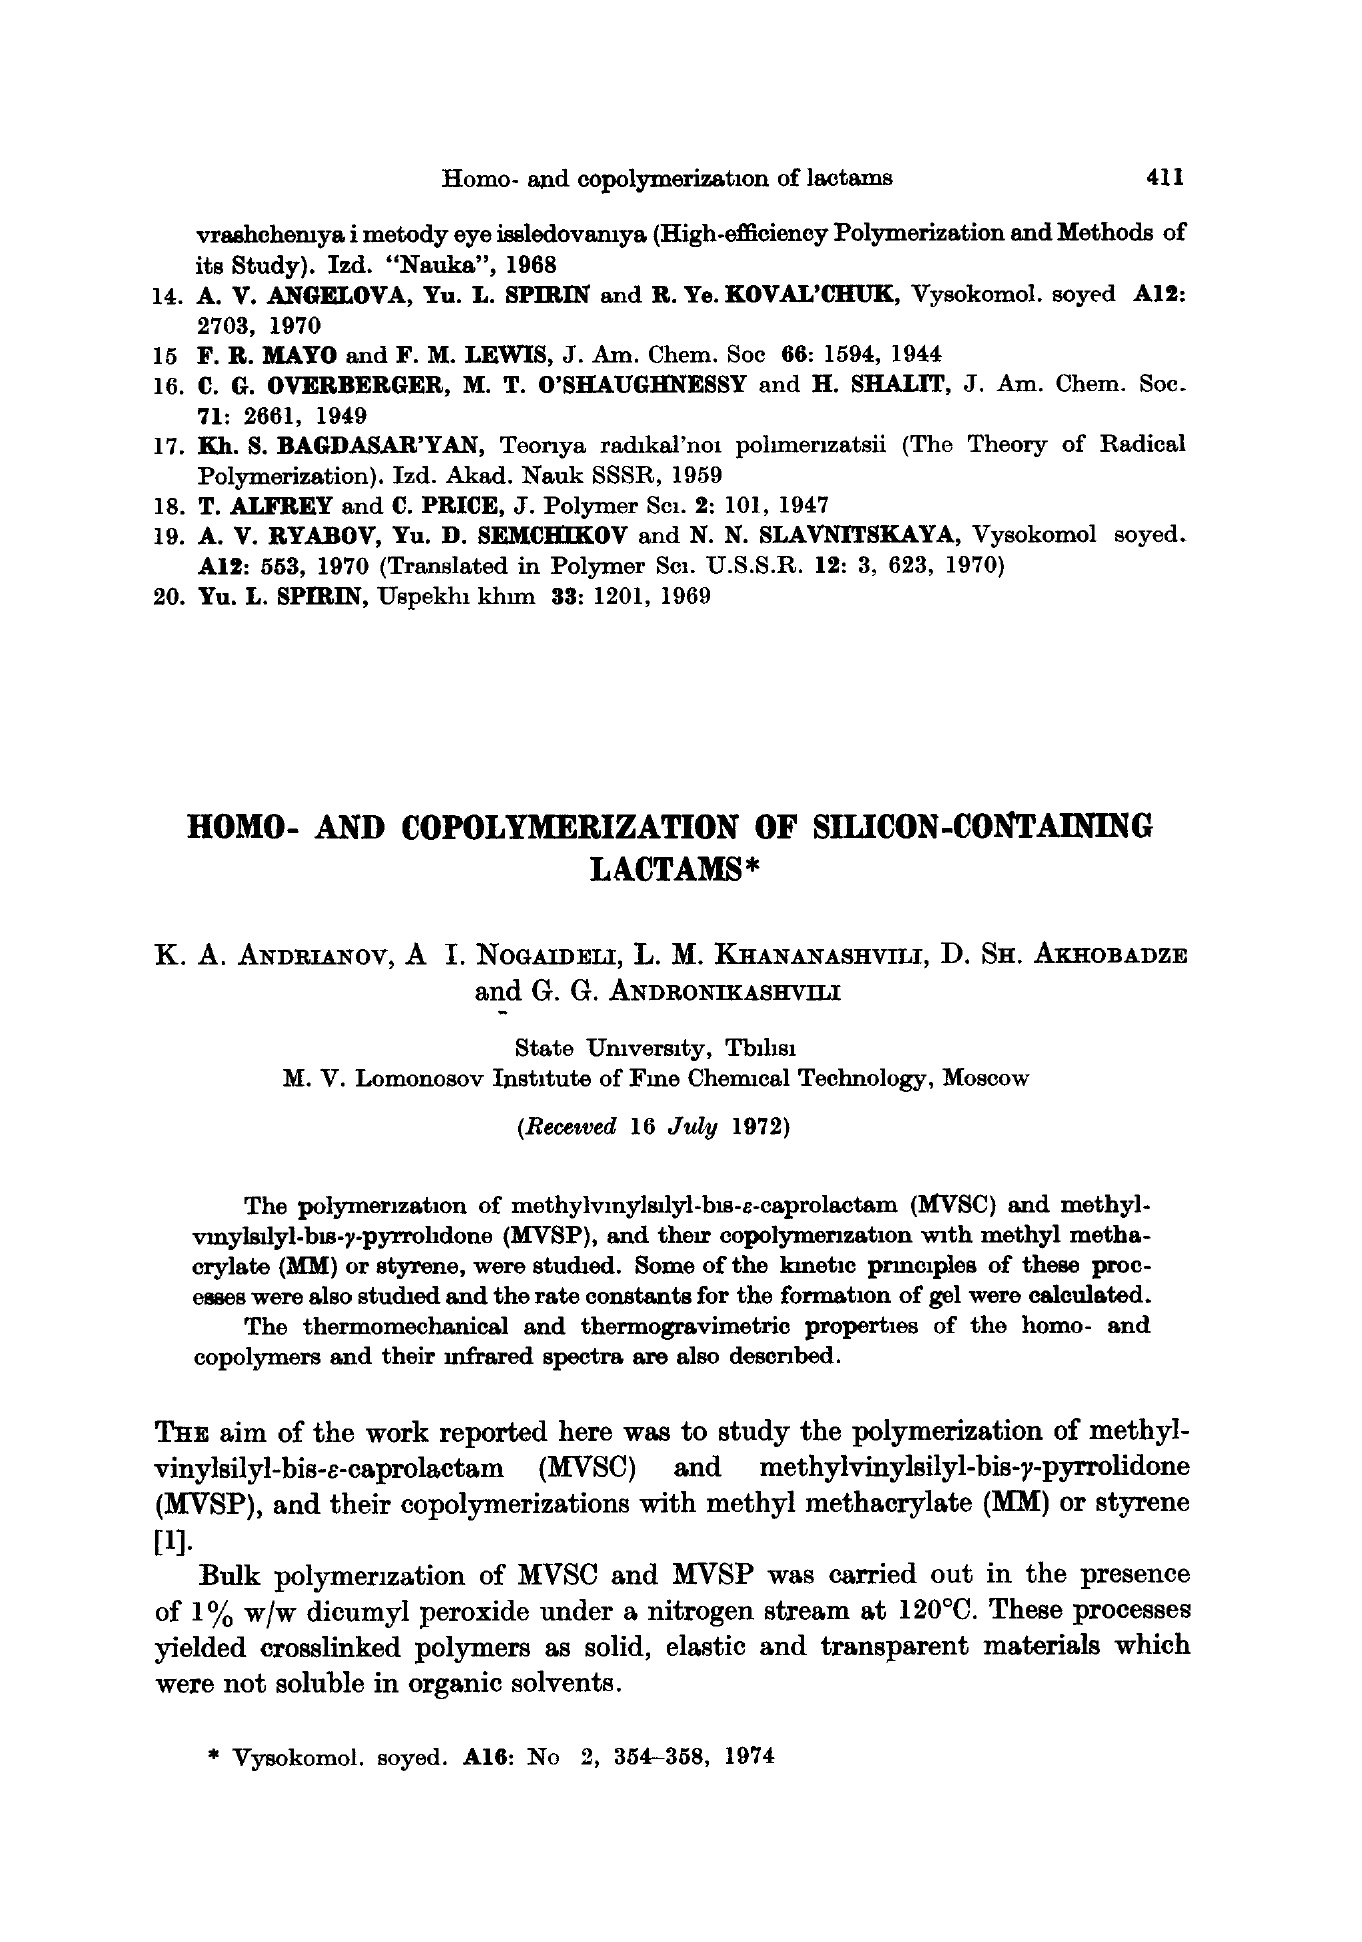 Homo- and copolymerization of lactams 411
vrashcheniya i metody eye issledovaniya (High-efficiency Polymerization and Methods of
its Study). Izd. "Nauka", 1968
14. A. V. ANGELOVA, Yu. L. SPIRIN and R. Ye. KOVAL'CHUK, Vysokomol. soyed A12:
2703, 1970
15 F. R. MAYO and F. M. LEWIS, J. Am. Chem. Soc 66: 1594, 1944
16. C. G. OVERBERGER, M. T. O'SHAUGHNESSY and H. SHALIT, J. Am. Chem. Soc.
71: 2661, 1949
17. Kh. S. BAGDASAR'YAN, Teoriya radikal'noi polimerizatsii (The Theory of Radical
Polymerization). Izd. Akad. Nauk SSSR, 1959
18. T. ALFREY and C. PRICE, J. Polymer Sci. 2: 101, 1947
19. A. V. RYABOV, Yu. D. SEMCHIKOV and N. N. SLAVNITSKAYA, Vysokomol soyed.
A12: 553, 1970 (Translated in Polymer Sci. U.S.S.R. 12: 3, 623, 1970)
20. Yu. L. SPIRIN, Uspekhi khim 33: 1201, 1969
HOMO- AND COPOLYMERIZATION OF SILICON-CONTAINING
LACTAMS*
K. A. ANDRIANOV, A I. NOGAIDELI, L. M. KHANANASHVILI, D. SH. AKHOBADZE
and G. G. ANDRONIKASHVILI
State University, Tbilisi
M. V. Lomonosov Institute of Fine Chemical Technology, Moscow
(Received 16 July 1972)
The polymerization of methylvinylsilyl-bis-ε-caprolactam (MVSC) and methyl-
vinylsilyl-bis-γ-pyrrolidone (MVSP), and their copolymerization with methyl metha-
crylate (MM) or styrene, were studied. Some of the kinetic principles of these proc-
esses were also studied and the rate constants for the formation of gel were calculated.
The thermomechanical and thermogravimetric properties of the homo- and
copolymers and their infrared spectra are also described.
THE aim of the work reported here was to study the polymerization of methyl-
vinylsilyl-bis-ε-caprolactam (MVSC) and methylvinylsilyl-bis-γ-pyrrolidone
(MVSP), and their copolymerizations with methyl methacrylate (MM) or styrene
[1].
Bulk polymerization of MVSC and MVSP was carried out in the presence
of 1% w/w dicumyl peroxide under a nitrogen stream at 120°C. These processes
yielded crosslinked polymers as solid, elastic and transparent materials which
were not soluble in organic solvents.
* Vysokomol. soyed. A16: No 2, 354–358, 1974